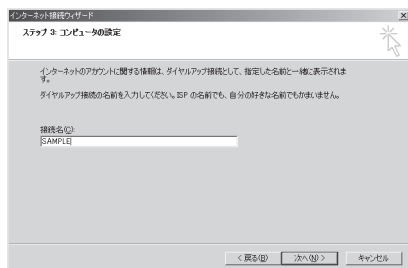 インターネット接続ウィザード
ステップ 3: コンピュータの設定
インターネットのアカウントに関する情報は、ダイヤルアップ接続として、指定した名前と一緒に表示されま
す。
ダイヤルアップ接続の名前を入力してください。ISP の名前でも、自分の好きな名前でもかまいません。
接続名(C):
SAMPLE
< 戻る(B)
次へ(N) >
キャンセル